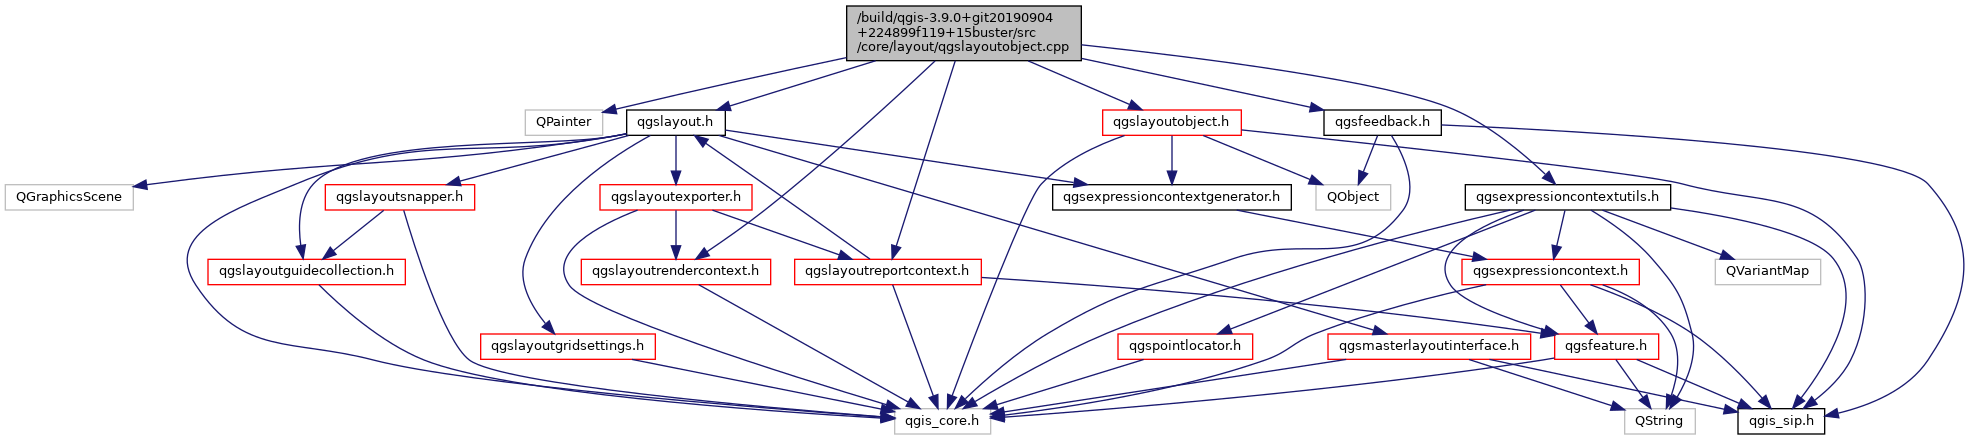 /build/qgis-3.9.0+git20190904
+224899f119+15buster/src
/core/layout/qgslayoutobject.cpp
QPainter
qgslayout.h
qgslayoutobject.h
qgsfeedback.h
QGraphicsScene
qgslayoutsnapper.h
qgslayoutexporter.h
qgsexpressioncontextgenerator.h
QObject
qgsexpressioncontextutils.h
qgslayoutguidecollection.h
qgslayoutrendercontext.h
qgslayoutreportcontext.h
qgsexpressioncontext.h
QVariantMap
qgslayoutgridsettings.h
qgspointlocator.h
qgsmasterlayoutinterface.h
qgsfeature.h
qgis_core.h
QString
qgis_sip.h